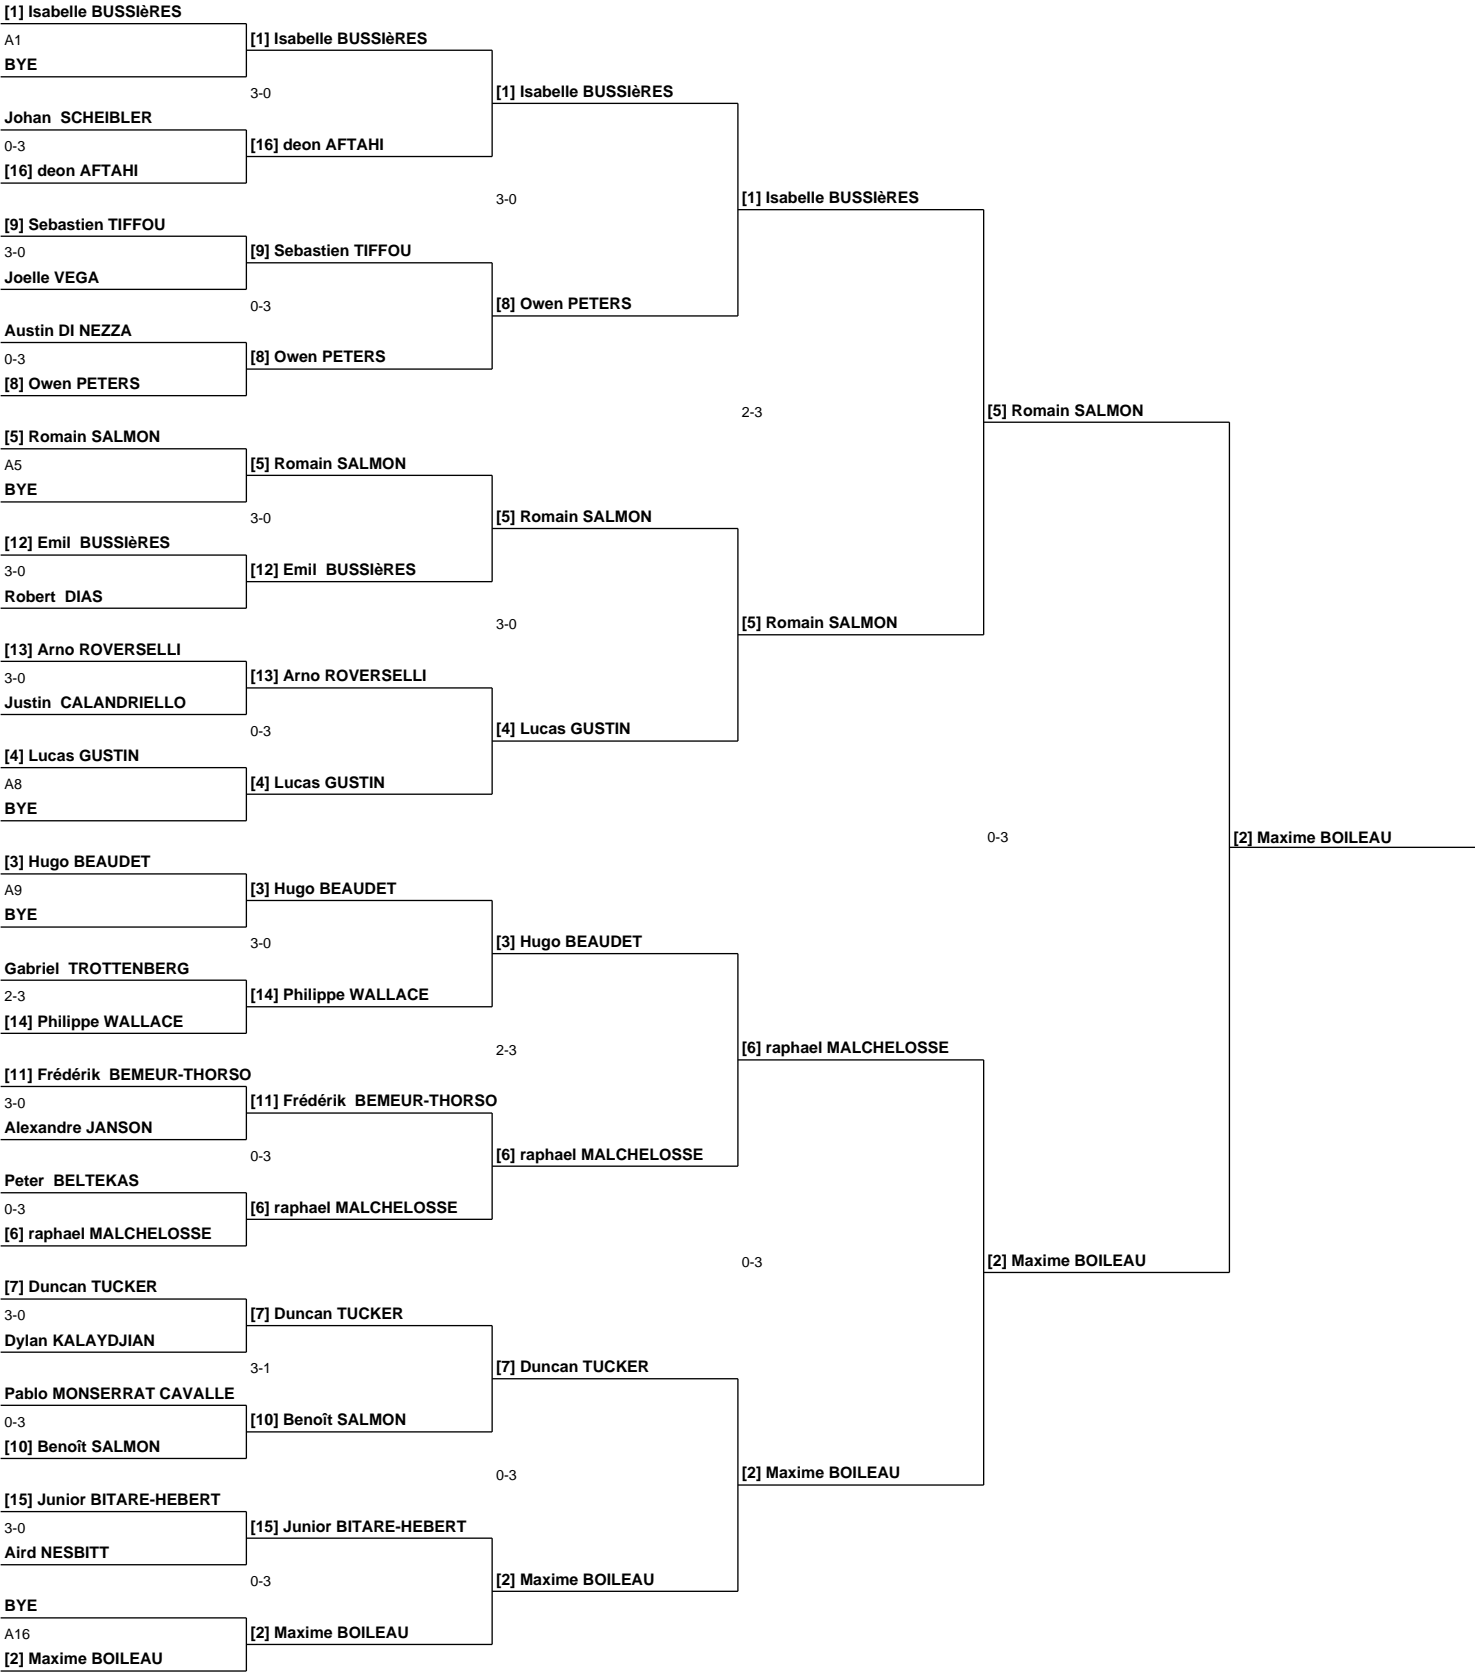 [1] Isabelle BUSSIèRES
A1
[1] Isabelle BUSSIèRES
BYE
3-0
[1] Isabelle BUSSIèRES
Johan  SCHEIBLER
0-3
[16] deon AFTAHI
[16] deon AFTAHI
3-0
[1] Isabelle BUSSIèRES
[9] Sebastien TIFFOU
3-0
[9] Sebastien TIFFOU
Joelle VEGA
0-3
[8] Owen PETERS
Austin DI NEZZA
0-3
[8] Owen PETERS
[8] Owen PETERS
2-3
[5] Romain SALMON
[5] Romain SALMON
A5
[5] Romain SALMON
BYE
3-0
[5] Romain SALMON
[12] Emil  BUSSIèRES
3-0
[12] Emil  BUSSIèRES
Robert  DIAS
3-0
[5] Romain SALMON
[13] Arno ROVERSELLI
3-0
[13] Arno ROVERSELLI
Justin  CALANDRIELLO
0-3
[4] Lucas GUSTIN
[4] Lucas GUSTIN
A8
[4] Lucas GUSTIN
BYE
0-3
[2] Maxime BOILEAU
[3] Hugo BEAUDET
A9
[3] Hugo BEAUDET
BYE
3-0
[3] Hugo BEAUDET
Gabriel  TROTTENBERG
2-3
[14] Philippe WALLACE
[14] Philippe WALLACE
2-3
[6] raphael MALCHELOSSE
[11] Frédérik  BEMEUR-THORSO
3-0
[11] Frédérik  BEMEUR-THORSO
Alexandre JANSON
0-3
[6] raphael MALCHELOSSE
Peter  BELTEKAS
0-3
[6] raphael MALCHELOSSE
[6] raphael MALCHELOSSE
0-3
[2] Maxime BOILEAU
[7] Duncan TUCKER
3-0
[7] Duncan TUCKER
Dylan KALAYDJIAN
3-1
[7] Duncan TUCKER
Pablo MONSERRAT CAVALLE
0-3
[10] Benoît SALMON
[10] Benoît SALMON
0-3
[2] Maxime BOILEAU
[15] Junior BITARE-HEBERT
3-0
[15] Junior BITARE-HEBERT
Aird NESBITT
0-3
[2] Maxime BOILEAU
BYE
A16
[2] Maxime BOILEAU
[2] Maxime BOILEAU